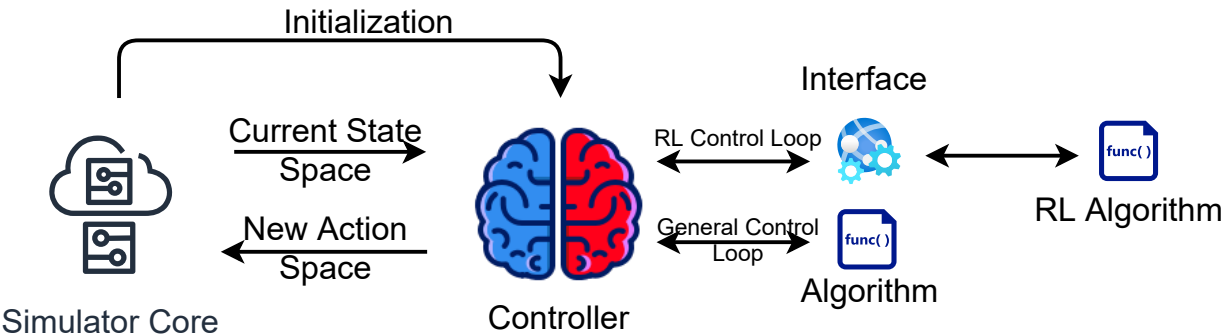 Initialization
Interface
Current State
Space
RL Control Loop
func( )
RL Algorithm
New Action
Space
General Control
Loop
func( )
Algorithm
Simulator Core
Controller